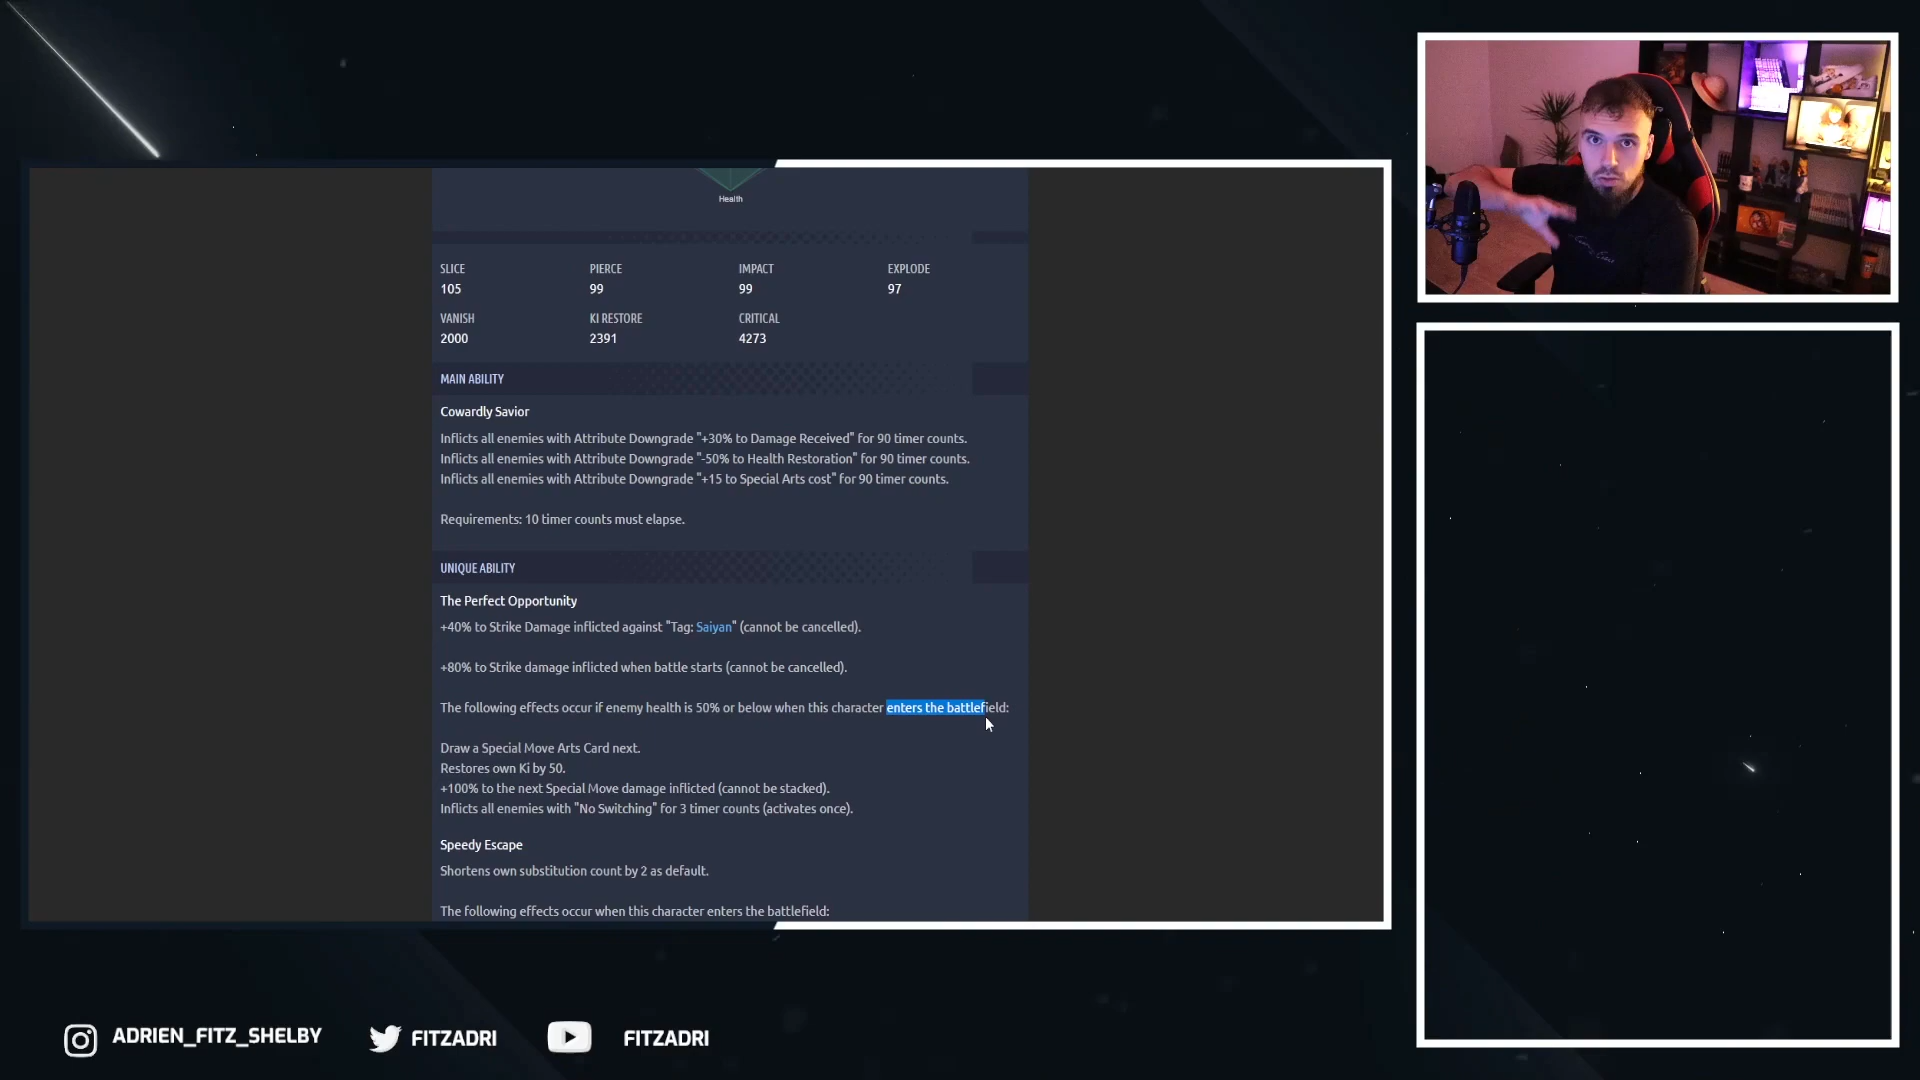 Health
SLICE PIERCE IMPACT EXPLODE
105 99 99 97
VANISH KI RESTORE CRITICAL
2000 2391 4273
MAIN ABILITY
Cowardly Savior
Inflicts all enemies with Attribute Downgrade "+30% to Damage Received" for 90 timer counts.
Inflicts all enemies with Attribute Downgrade "-50% to Health Restoration" for 90 timer counts.
Inflicts all enemies with Attribute Downgrade "+15 to Special Arts cost" for 90 timer counts.
Requirements: 10 timer counts must elapse.
UNIQUE ABILITY
The Perfect Opportunity
+40% to Strike Damage inflicted against "Tag: Saiyan" (cannot be cancelled).
+80% to Strike damage inflicted when battle starts (cannot be cancelled).
The following effects occur if enemy health is 50% or below when this character enters the battlefield:
Draw a Special Move Arts Card next.
Restores own Ki by 50.
+100% to the next Special Move damage inflicted (cannot be stacked).
Inflicts all enemies with "No Switching" for 3 timer counts (activates once).
Speedy Escape
Shortens own substitution count by 2 as default.
The following effects occur when this character enters the battlefield:
ADRIEN_FITZ_SHELBY FITZADRI FITZADRI